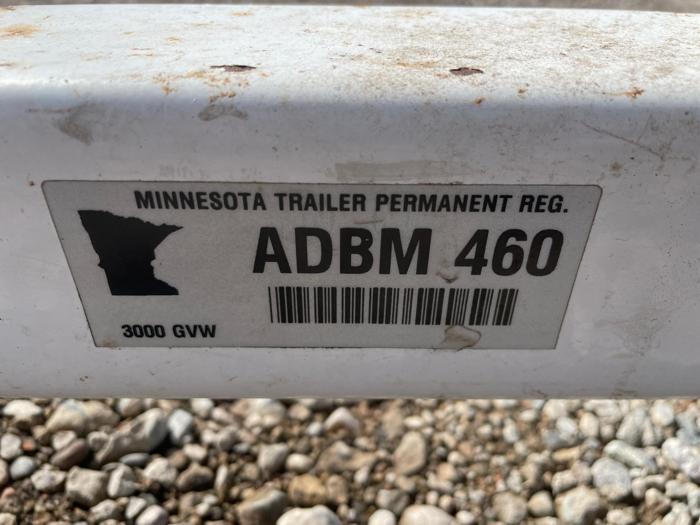 MINNESOTA TRAILER PERMANENT REG.
ADBM 460
3000 GVW